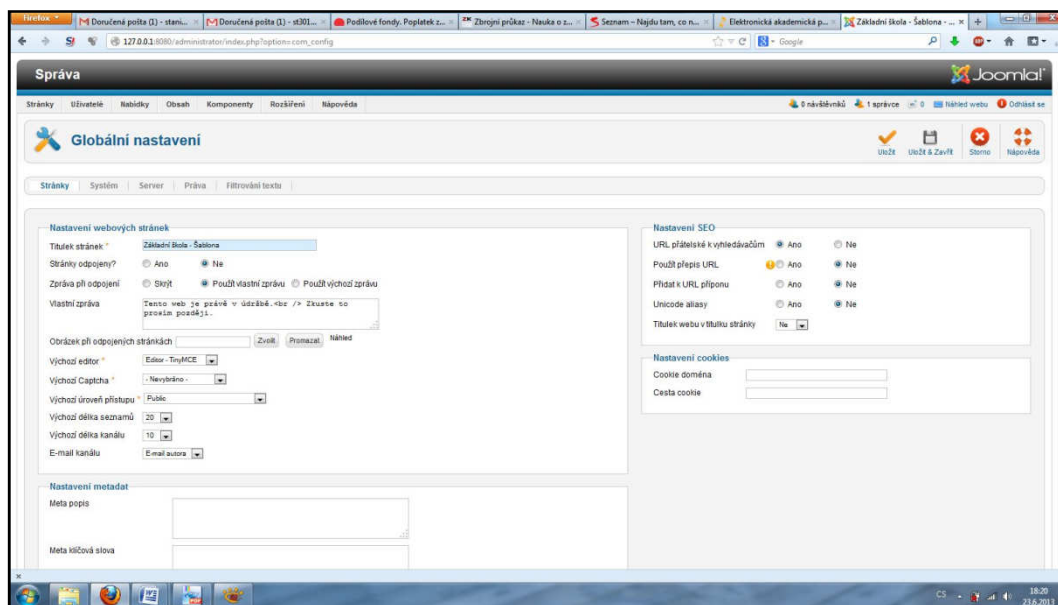 Firefox
Doručená pošta (1) - stani...
Doručená pošta (1) - st301...
Podílové fondy. Poplatek z...
Zbrojní průkaz - Nauka o z...
Seznam – Najdu tam, co n...
Elektronická akademická p...
Základní škola - Šablona - ...
127.0.0.1:8080/administrator/index.php?option=com_config
Google
Správa
Joomla!
Stránky Uživatelé Nabídky Obsah Komponenty Rozšíření Nápověda
0 návštěvníků 1 správce 0 Náhled webu Odhlásit se
Globální nastavení
Uložit Uložit & Zavřít Storno Nápověda
Stránky Systém Server Práva Filtrování textu
Nastavení webových stránek
Titulek stránek * Základní škola - Šablona
Stránky odpojeny? Ano Ne
Zpráva při odpojení Skrýt Použít vlastní zprávu Použít výchozí zprávu
Vlastní zpráva Tento web je právě v údržbě.<br /> Zkuste to
prosím později.
Obrázek při odpojených stránkách Zvolit Promazat Náhled
Výchozí editor * Editor - TinyMCE
Výchozí Captcha * - Nevybráno -
Výchozí úroveň přístupu * Public
Výchozí délka seznamů 20
Výchozí délka kanálu 10
E-mail kanálu E-mail autora
Nastavení metadat
Meta popis
Meta klíčová slova
Nastavení SEO
URL přátelské k vyhledávačům Ano Ne
Použít přepis URL Ano Ne
Přidat k URL příponu Ano Ne
Unicode aliasy Ano Ne
Titulek webu v titulku stránky Ne
Nastavení cookies
Cookie doména
Cesta cookie
CS
18:20
23.6.2013